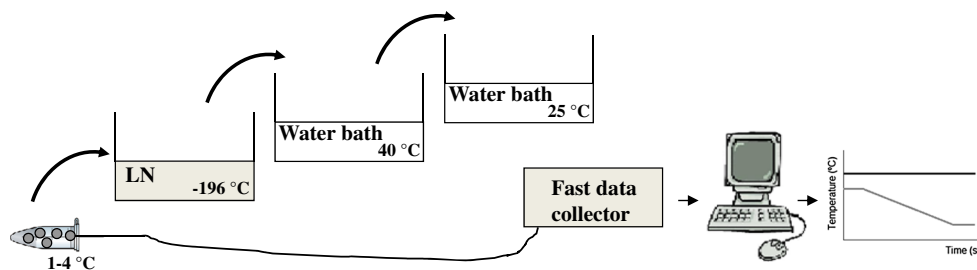 Water bath
25 °C
Water bath
40 °C
LN
-196 °C
1-4 °C
Fast data
collector
Temperature (°C)
Time (s